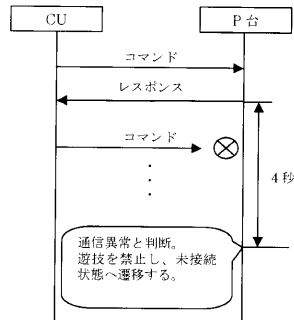 CU
P台
コマンド
レスポンス
コマンド
4秒
通信異常と判断。
遊技を禁止し、未接続
状態へ遷移する。